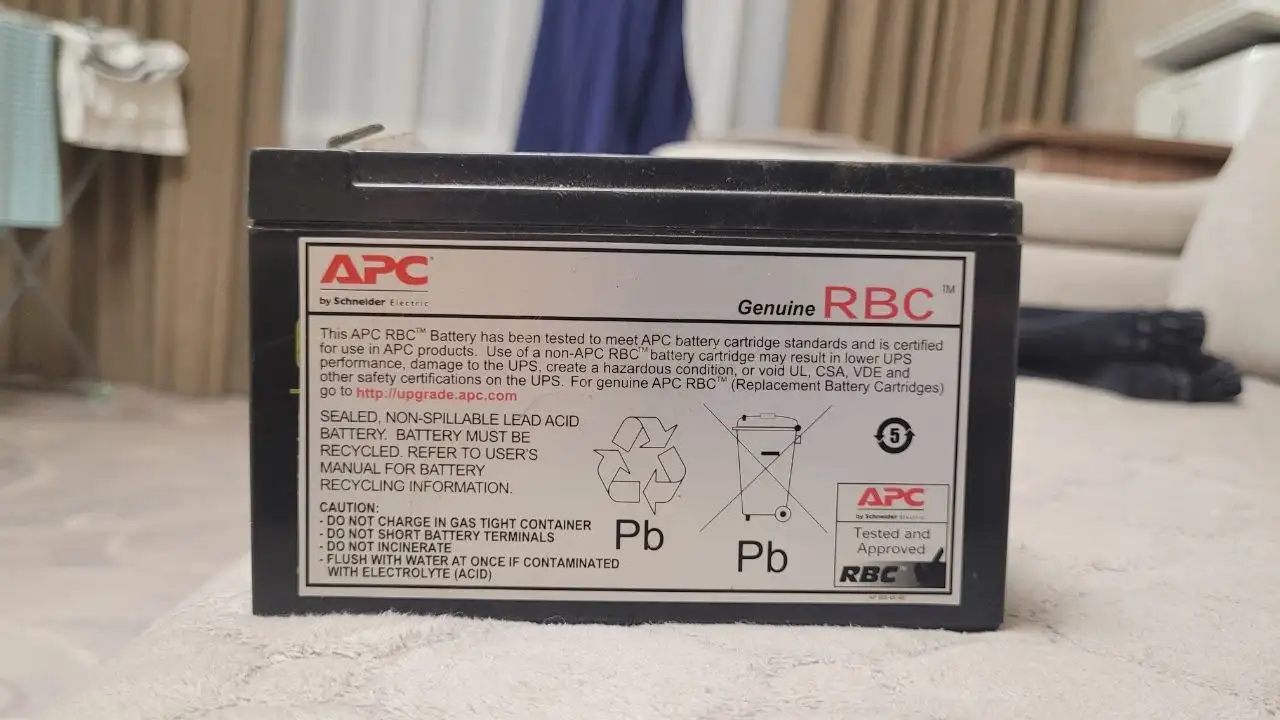 APC
by Schneider Electric
Genuine RBC™
This APC RBC™ Battery has been tested to meet APC battery cartridge standards and is certified
for use in APC products. Use of a non-APC RBC™ battery cartridge may result in lower UPS
performance, damage to the UPS, create a hazardous condition, or void UL, CSA, VDE and
other safety certifications on the UPS. For genuine APC RBC™ (Replacement Battery Cartridges)
go to http://upgrade.apc.com
SEALED, NON-SPILLABLE LEAD ACID
BATTERY. BATTERY MUST BE
RECYCLED. REFER TO USER'S
MANUAL FOR BATTERY
RECYCLING INFORMATION.
CAUTION:
- DO NOT CHARGE IN GAS TIGHT CONTAINER
- DO NOT SHORT BATTERY TERMINALS
- DO NOT INCINERATE
- FLUSH WITH WATER AT ONCE IF CONTAMINATED
WITH ELECTROLYTE (ACID)
Pb
Pb
5
APC
by Schneider Electric
Tested and
Approved
RBC™